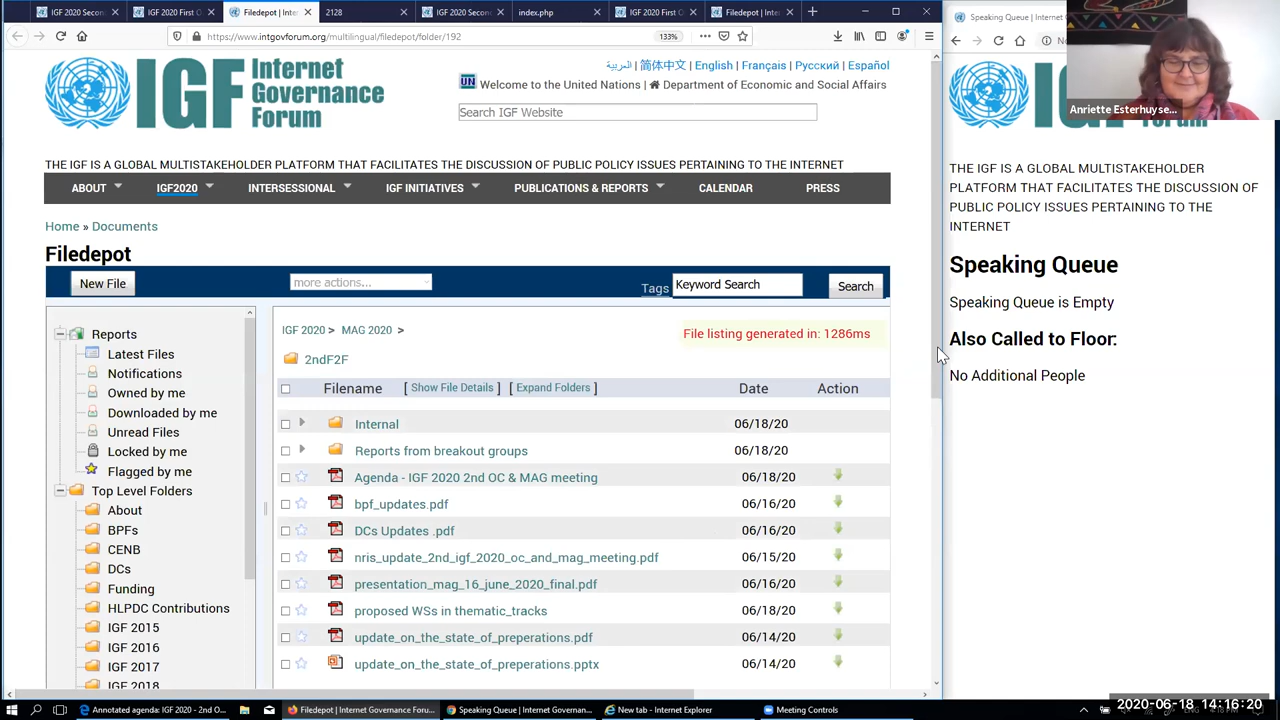 IGF 2020 Secon
IGF 2020 First O
Filedepot | Inte
2128
IGF 2020 Secon
index.php
IGF 2020 First O
Filedepot | Inte
https://www.intgovforum.org/multilingual/filedepot/folder/192
133%
IGF Internet Governance Forum
العربية | 简体中文 | English | Français | Русский | Español
UN Welcome to the United Nations | Department of Economic and Social Affairs
Search IGF Website
THE IGF IS A GLOBAL MULTISTAKEHOLDER PLATFORM THAT FACILITATES THE DISCUSSION OF PUBLIC POLICY ISSUES PERTAINING TO THE INTERNET
ABOUT
IGF2020
INTERSESSIONAL
IGF INITIATIVES
PUBLICATIONS & REPORTS
CALENDAR
PRESS
Home » Documents
Filedepot
New File
more actions...
Tags
Keyword Search
Search
Reports
Latest Files
Notifications
Owned by me
Downloaded by me
Unread Files
Locked by me
Flagged by me
Top Level Folders
About
BPFs
CENB
DCs
Funding
HLPDC Contributions
IGF 2015
IGF 2016
IGF 2017
IGF 2018
IGF 2020 > MAG 2020 >
File listing generated in: 1286ms
2ndF2F
Filename [ Show File Details ] [ Expand Folders ] Date Action
Internal 06/18/20
Reports from breakout groups 06/18/20
Agenda - IGF 2020 2nd OC & MAG meeting 06/18/20
bpf_updates.pdf 06/16/20
DCs Updates .pdf 06/16/20
nris_update_2nd_igf_2020_oc_and_mag_meeting.pdf 06/15/20
presentation_mag_16_june_2020_final.pdf 06/16/20
proposed WSs in thematic_tracks 06/18/20
update_on_the_state_of_preperations.pdf 06/14/20
update_on_the_state_of_preperations.pptx 06/14/20
Speaking Queue | Internet G
Anriette Esterhuyse...
THE IGF IS A GLOBAL MULTISTAKEHOLDER
PLATFORM THAT FACILITATES THE DISCUSSION OF
PUBLIC POLICY ISSUES PERTAINING TO THE
INTERNET
Speaking Queue
Speaking Queue is Empty
Also Called to Floor:
No Additional People
Annotated agenda: IGF 2020 - 2nd O...
Filedepot | Internet Governance Foru...
Speaking Queue | Internet Governan...
New tab - Internet Explorer
Meeting Controls
2020-06-18 14:16:20